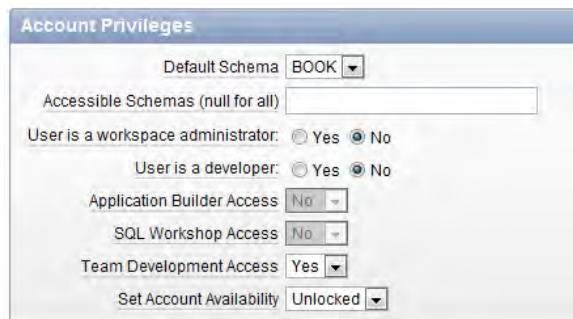 Account Privileges
Default Schema BOOK
Accessible Schemas (null for all)
User is a workspace administrator: Yes No
User is a developer: Yes No
Application Builder Access No
SQL Workshop Access No
Team Development Access Yes
Set Account Availability Unlocked